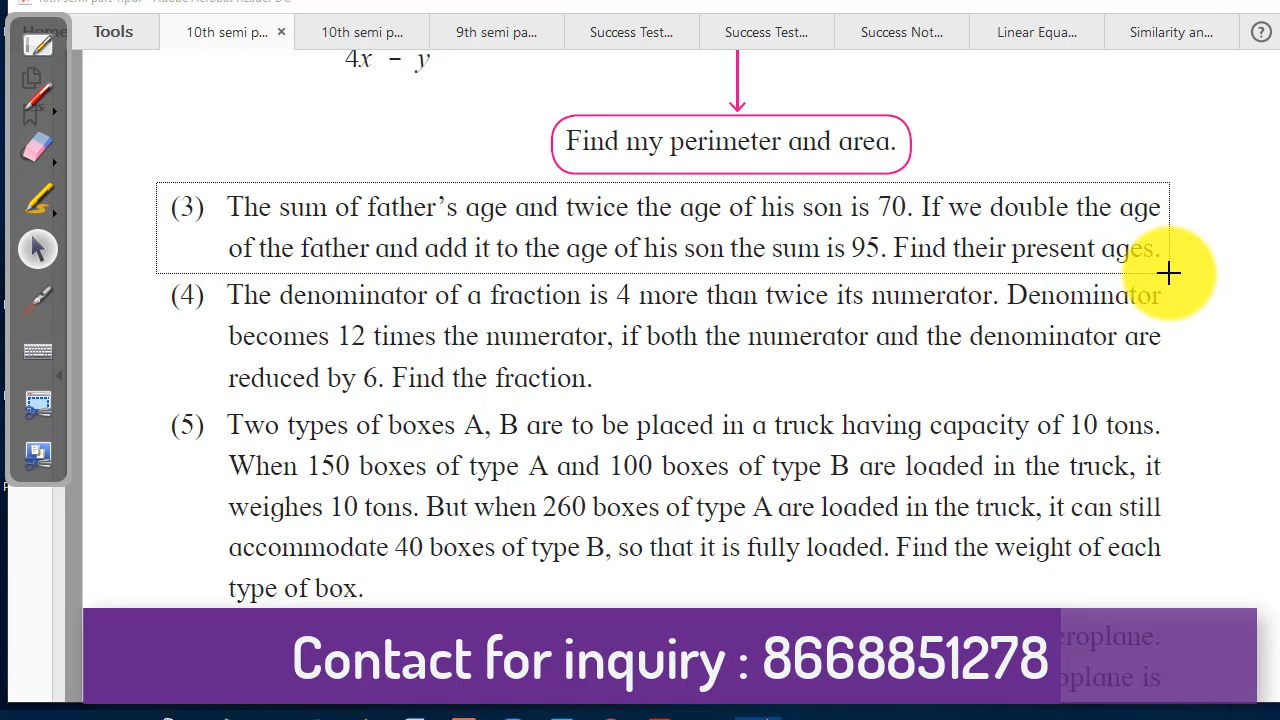 Home
Tools
10th semi p... ×
10th semi p...
9th semi pa...
Success Test...
Success Test...
Success Not...
Linear Equa...
Similarity an...
?
4x − y
Find my perimeter and area.
(3) The sum of father’s age and twice the age of his son is 70. If we double the age
of the father and add it to the age of his son the sum is 95. Find their present ages.
(4) The denominator of a fraction is 4 more than twice its numerator. Denominator
becomes 12 times the numerator, if both the numerator and the denominator are
reduced by 6. Find the fraction.
(5) Two types of boxes A, B are to be placed in a truck having capacity of 10 tons.
When 150 boxes of type A and 100 boxes of type B are loaded in the truck, it
weighes 10 tons. But when 260 boxes of type A are loaded in the truck, it can still
accommodate 40 boxes of type B, so that it is fully loaded. Find the weight of each
type of box.
eroplane.
oplane is
Contact for inquiry : 8668851278